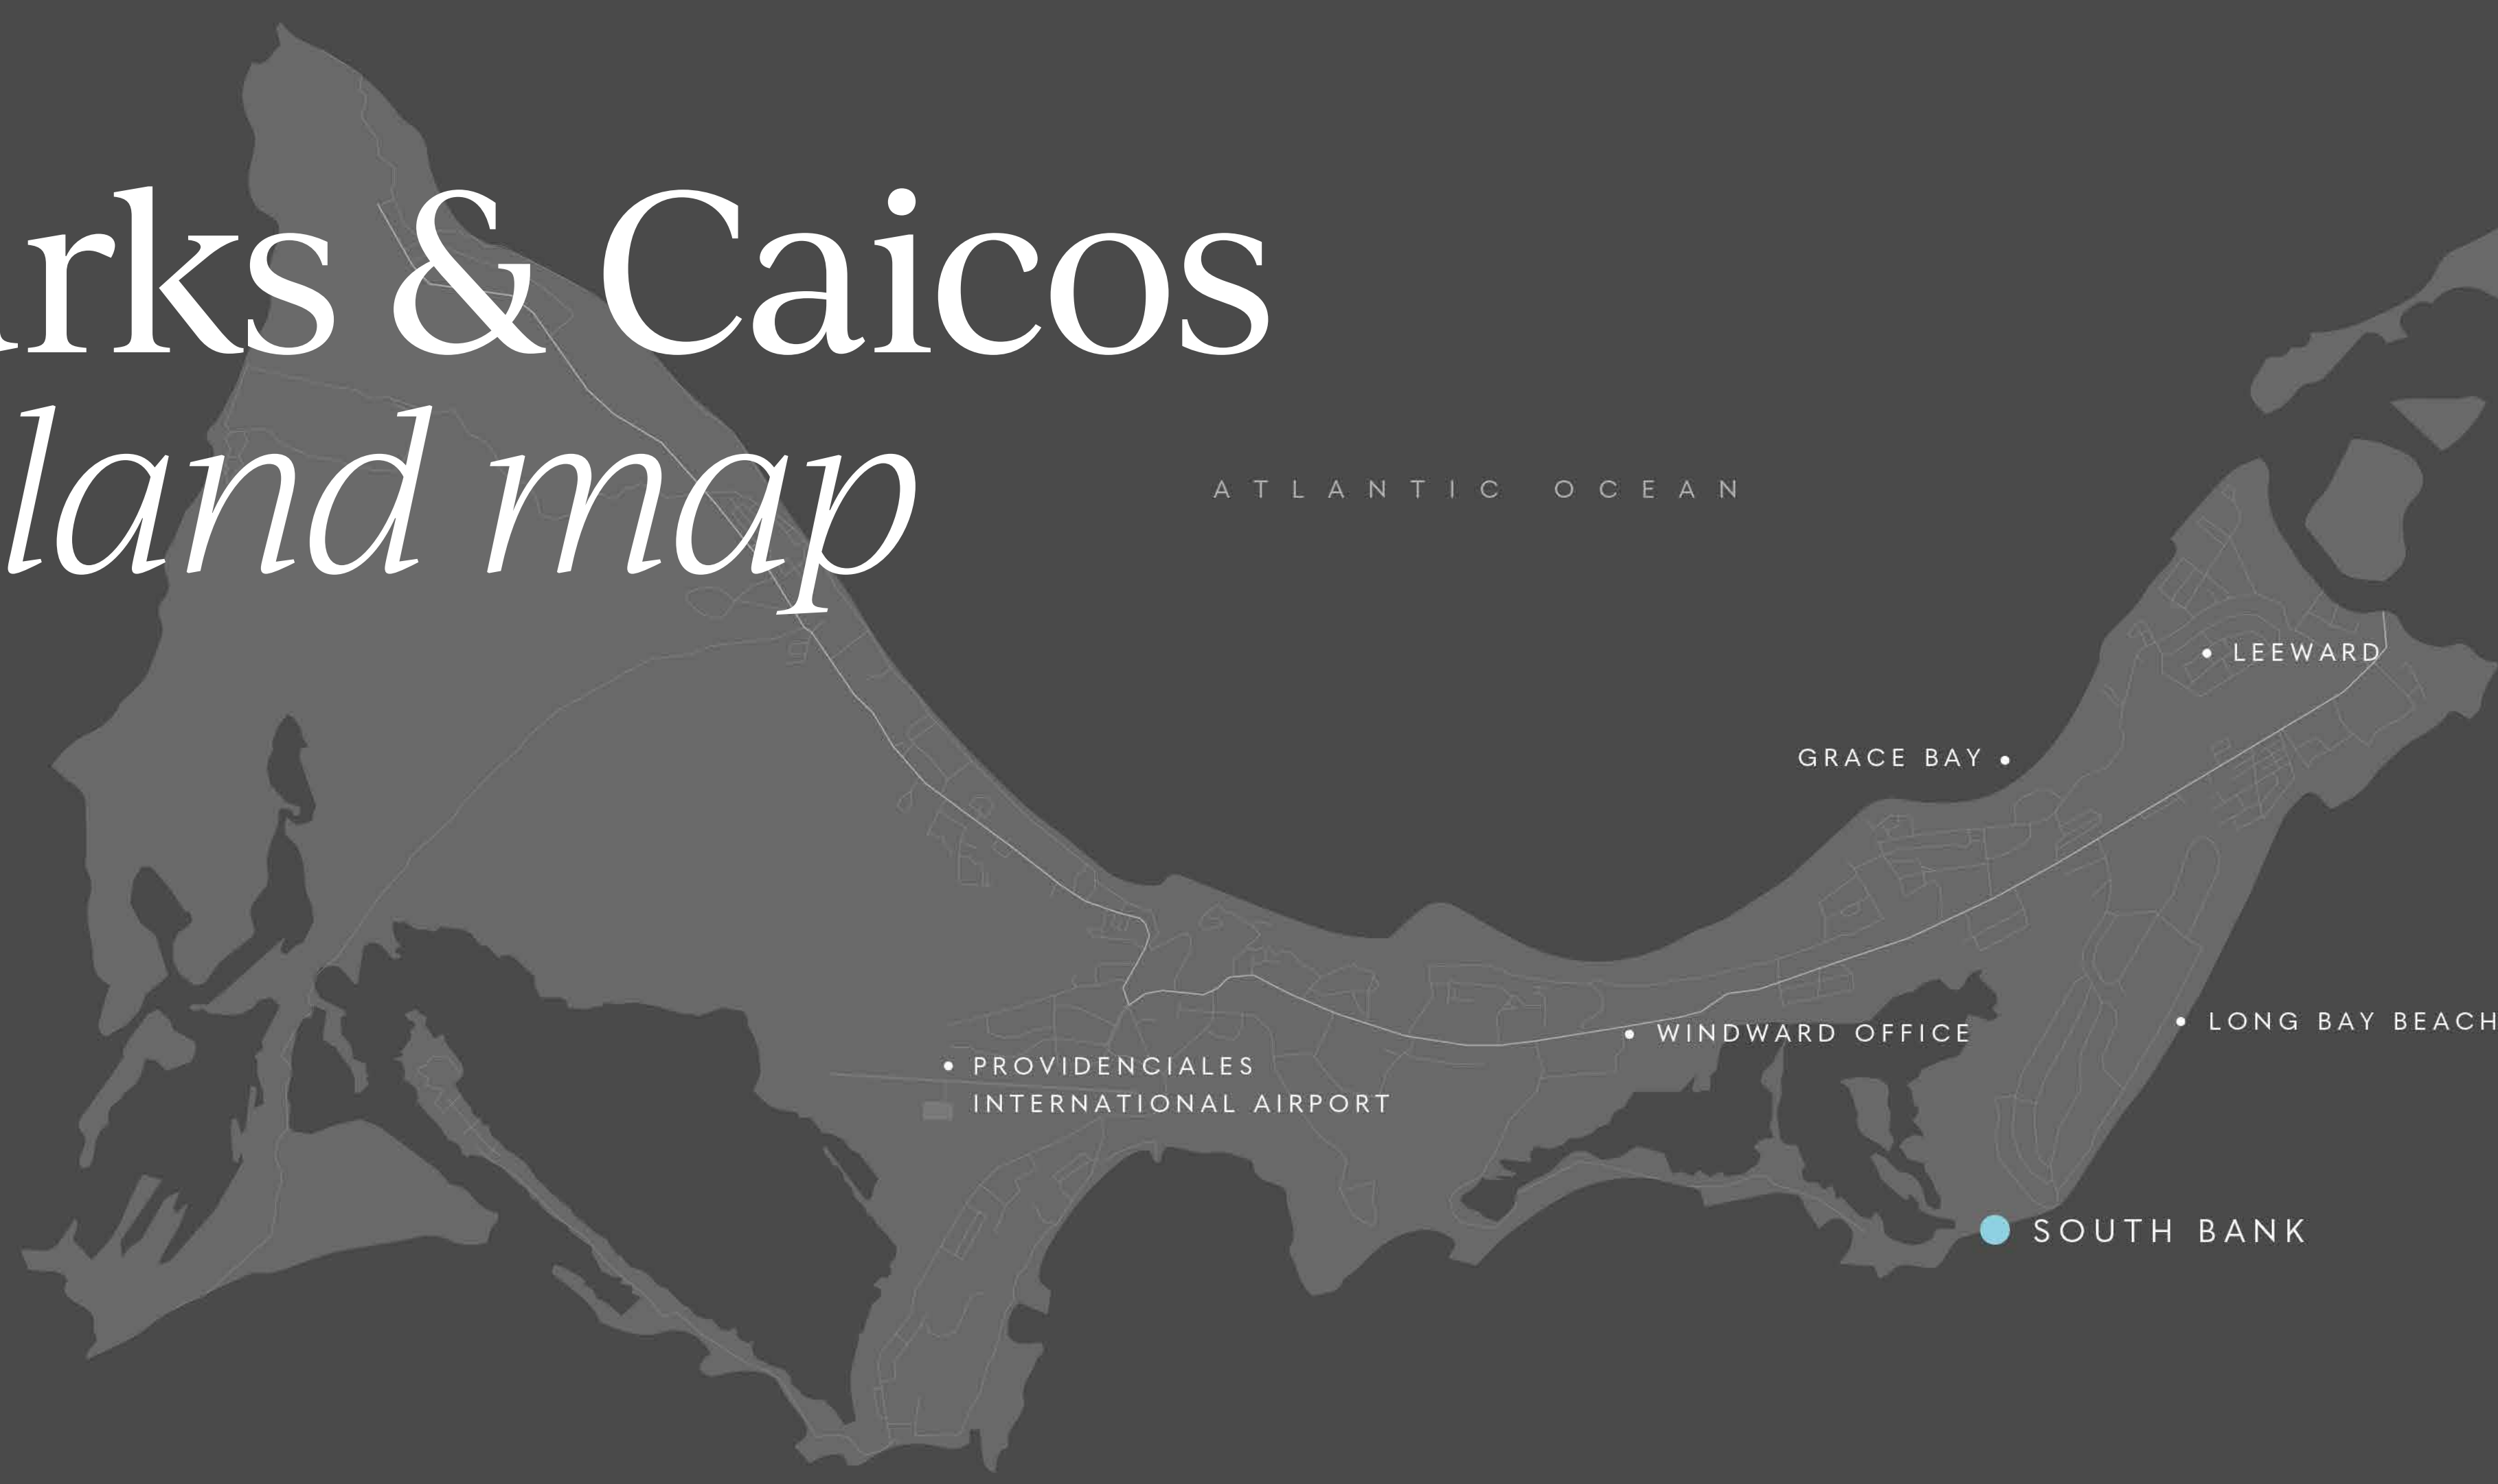 rks & Caicos
land map
ATLANTIC OCEAN
LEEWARD
GRACE BAY
LONG BAY BEACH
WINDWARD OFFICE
PROVIDENCIALES
INTERNATIONAL AIRPORT
SOUTH BANK